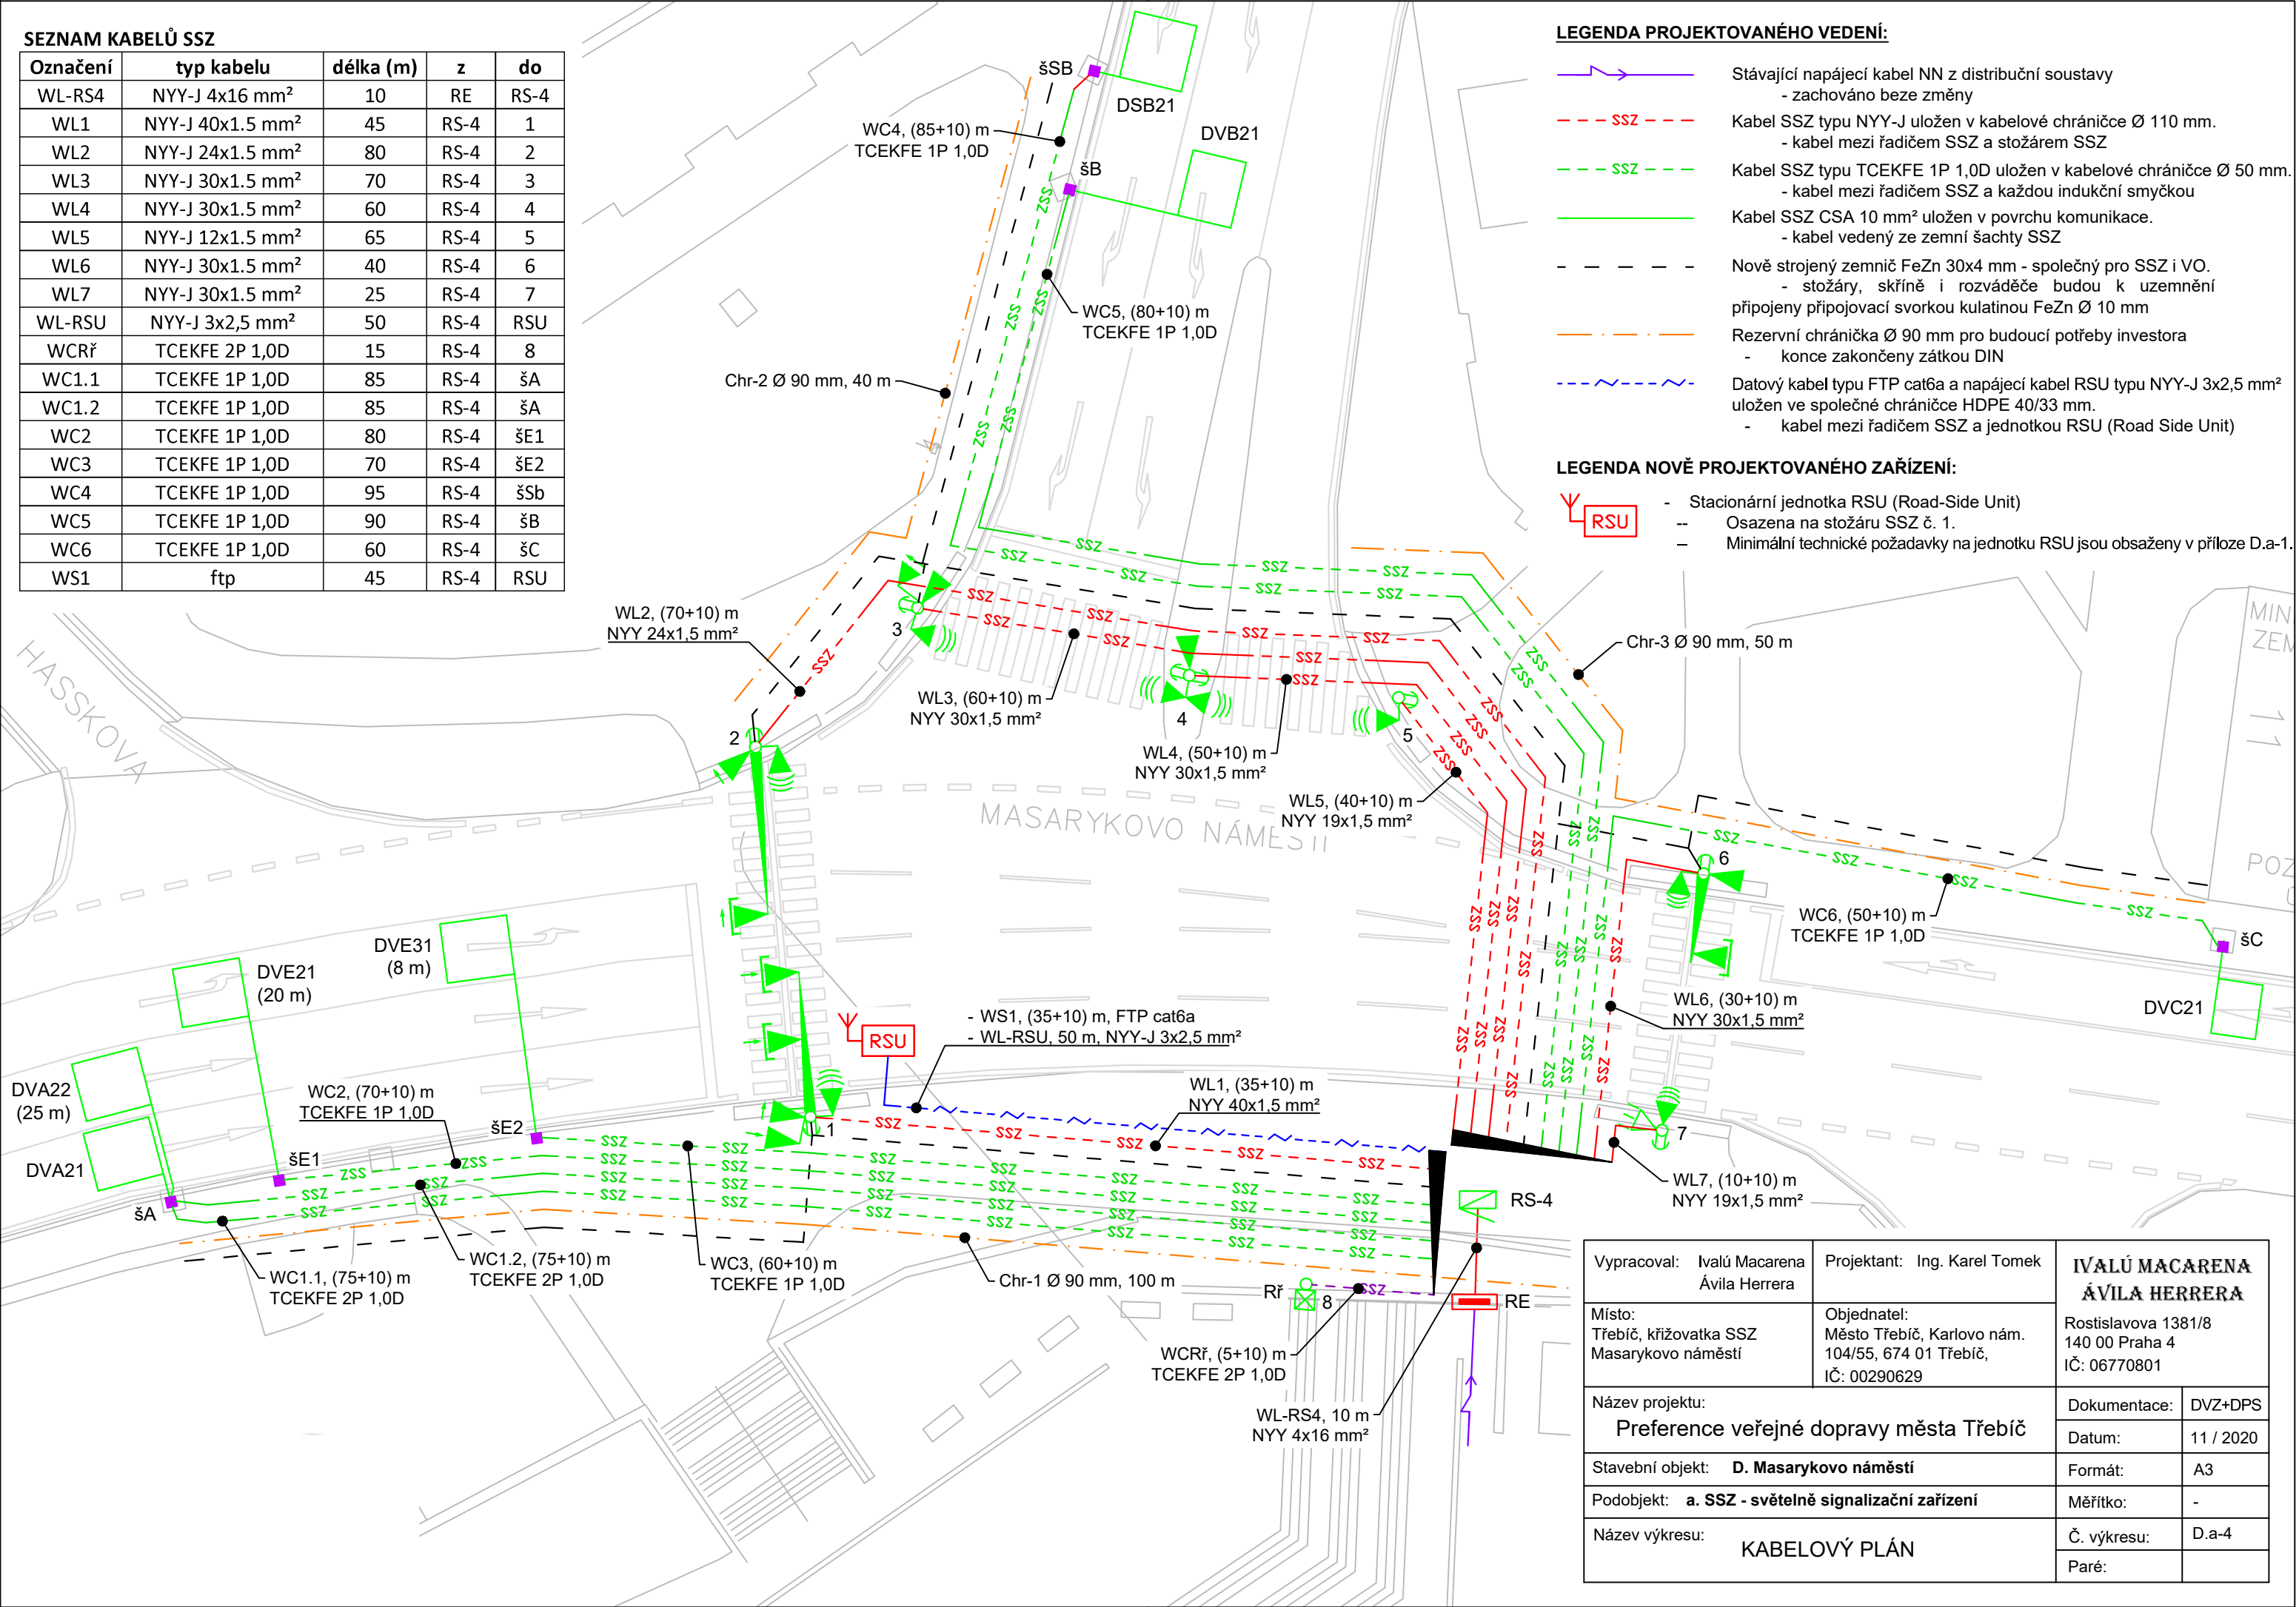 SEZNAM KABELŮ SSZ
Označení typ kabelu délka (m) z do
WL-RS4 NYY-J 4x16 mm² 10 RE RS-4
WL1 NYY-J 40x1.5 mm² 45 RS-4 1
WL2 NYY-J 24x1.5 mm² 80 RS-4 2
WL3 NYY-J 30x1.5 mm² 70 RS-4 3
WL4 NYY-J 30x1.5 mm² 60 RS-4 4
WL5 NYY-J 12x1.5 mm² 65 RS-4 5
WL6 NYY-J 30x1.5 mm² 40 RS-4 6
WL7 NYY-J 30x1.5 mm² 25 RS-4 7
WL-RSU NYY-J 3x2,5 mm² 50 RS-4 RSU
WCRř TCEKFE 2P 1,0D 15 RS-4 8
WC1.1 TCEKFE 1P 1,0D 85 RS-4 šA
WC1.2 TCEKFE 1P 1,0D 85 RS-4 šA
WC2 TCEKFE 1P 1,0D 80 RS-4 šE1
WC3 TCEKFE 1P 1,0D 70 RS-4 šE2
WC4 TCEKFE 1P 1,0D 95 RS-4 šSb
WC5 TCEKFE 1P 1,0D 90 RS-4 šB
WC6 TCEKFE 1P 1,0D 60 RS-4 šC
WS1 ftp 45 RS-4 RSU
LEGENDA PROJEKTOVANÉHO VEDENÍ:
Stávající napájecí kabel NN z distribuční soustavy
- zachováno beze změny
SSZ Kabel SSZ typu NYY-J uložen v kabelové chráničce Ø 110 mm.
- kabel mezi řadičem SSZ a stožárem SSZ
SSZ Kabel SSZ typu TCEKFE 1P 1,0D uložen v kabelové chráničce Ø 50 mm.
- kabel mezi řadičem SSZ a každou indukční smyčkou
Kabel SSZ CSA 10 mm² uložen v povrchu komunikace.
- kabel vedený ze zemní šachty SSZ
Nově strojený zemnič FeZn 30x4 mm - společný pro SSZ i VO.
- stožáry, skříně i rozváděče budou k uzemnění
připojeny připojovací svorkou kulatinou FeZn Ø 10 mm
Rezervní chránička Ø 90 mm pro budoucí potřeby investora
- konce zakončeny zátkou DIN
Datový kabel typu FTP cat6a a napájecí kabel RSU typu NYY-J 3x2,5 mm²
uložen ve společné chráničce HDPE 40/33 mm.
- kabel mezi řadičem SSZ a jednotkou RSU (Road Side Unit)
LEGENDA NOVĚ PROJEKTOVANÉHO ZAŘÍZENÍ:
RSU
- Stacionární jednotka RSU (Road-Side Unit)
-- Osazena na stožáru SSZ č. 1.
– Minimální technické požadavky na jednotku RSU jsou obsaženy v příloze D.a-1.
šSB
DSB21
WC4, (85+10) m
TCEKFE 1P 1,0D
DVB21
šB
WC5, (80+10) m
TCEKFE 1P 1,0D
Chr-2 Ø 90 mm, 40 m
WL2, (70+10) m
NYY 24x1,5 mm²
3
WL3, (60+10) m
NYY 30x1,5 mm²
4
WL4, (50+10) m
NYY 30x1,5 mm²
5
Chr-3 Ø 90 mm, 50 m
HASSKOVA
2
WL5, (40+10) m
NYY 19x1,5 mm²
MASARYKOVO NÁMĚSTÍ
MIN
ZEM
POZ
6
WC6, (50+10) m
TCEKFE 1P 1,0D
šC
DVE31
(8 m)
DVE21
(20 m)
WL6, (30+10) m
NYY 30x1,5 mm²
DVC21
- WS1, (35+10) m, FTP cat6a
- WL-RSU, 50 m, NYY-J 3x2,5 mm²
RSU
DVA22
(25 m)
WC2, (70+10) m
TCEKFE 1P 1,0D
WL1, (35+10) m
NYY 40x1,5 mm²
šE2
1
7
DVA21
šE1
WL7, (10+10) m
NYY 19x1,5 mm²
šA
RS-4
WC1.1, (75+10) m
TCEKFE 2P 1,0D
WC1.2, (75+10) m
TCEKFE 2P 1,0D
WC3, (60+10) m
TCEKFE 1P 1,0D
Chr-1 Ø 90 mm, 100 m
Rř
8
RE
WCRř, (5+10) m
TCEKFE 2P 1,0D
WL-RS4, 10 m
NYY 4x16 mm²
Vypracoval: Ivalú Macarena
Ávila Herrera
Projektant: Ing. Karel Tomek
IVALÚ MACARENA
ÁVILA HERRERA
Rostislavova 1381/8
140 00 Praha 4
IČ: 06770801
Místo:
Třebíč, křižovatka SSZ
Masarykovo náměstí
Objednatel:
Město Třebíč, Karlovo nám.
104/55, 674 01 Třebíč,
IČ: 00290629
Název projektu:
Preference veřejné dopravy města Třebíč
Dokumentace: DVZ+DPS
Datum: 11 / 2020
Stavební objekt: D. Masarykovo náměstí
Formát: A3
Podobjekt: a. SSZ - světelně signalizační zařízení
Měřítko: -
Název výkresu:
KABELOVÝ PLÁN
Č. výkresu: D.a-4
Paré: